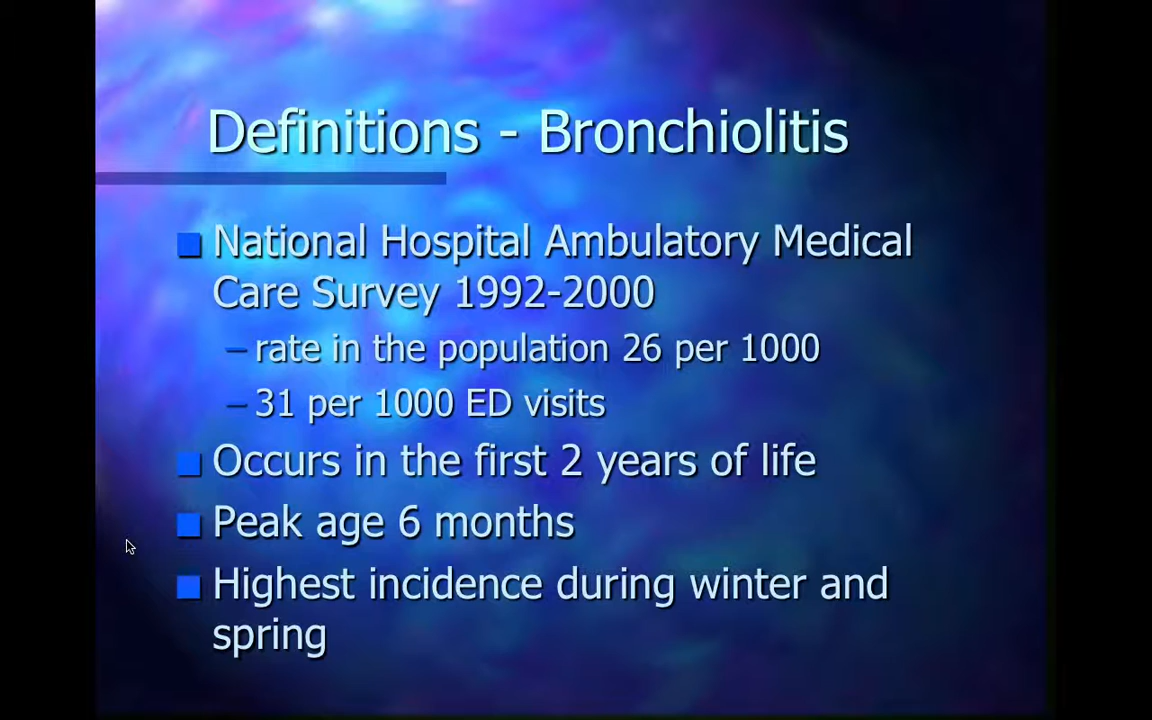 Definitions - Bronchiolitis
National Hospital Ambulatory Medical
Care Survey 1992-2000
– rate in the population 26 per 1000
– 31 per 1000 ED visits
Occurs in the first 2 years of life
Peak age 6 months
Highest incidence during winter and
spring